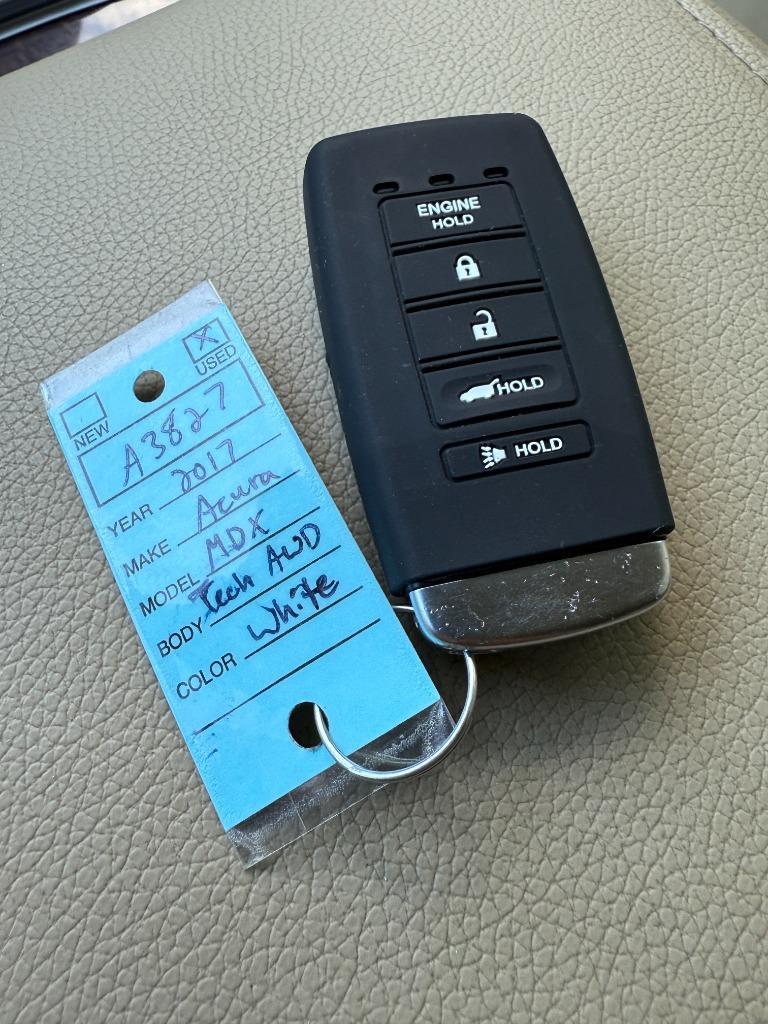 X
USED
NEW
A3827
YEAR 2017
MAKE Acura
MODEL MDX
BODY Tech AWD
COLOR White
ENGINE
HOLD
HOLD
HOLD